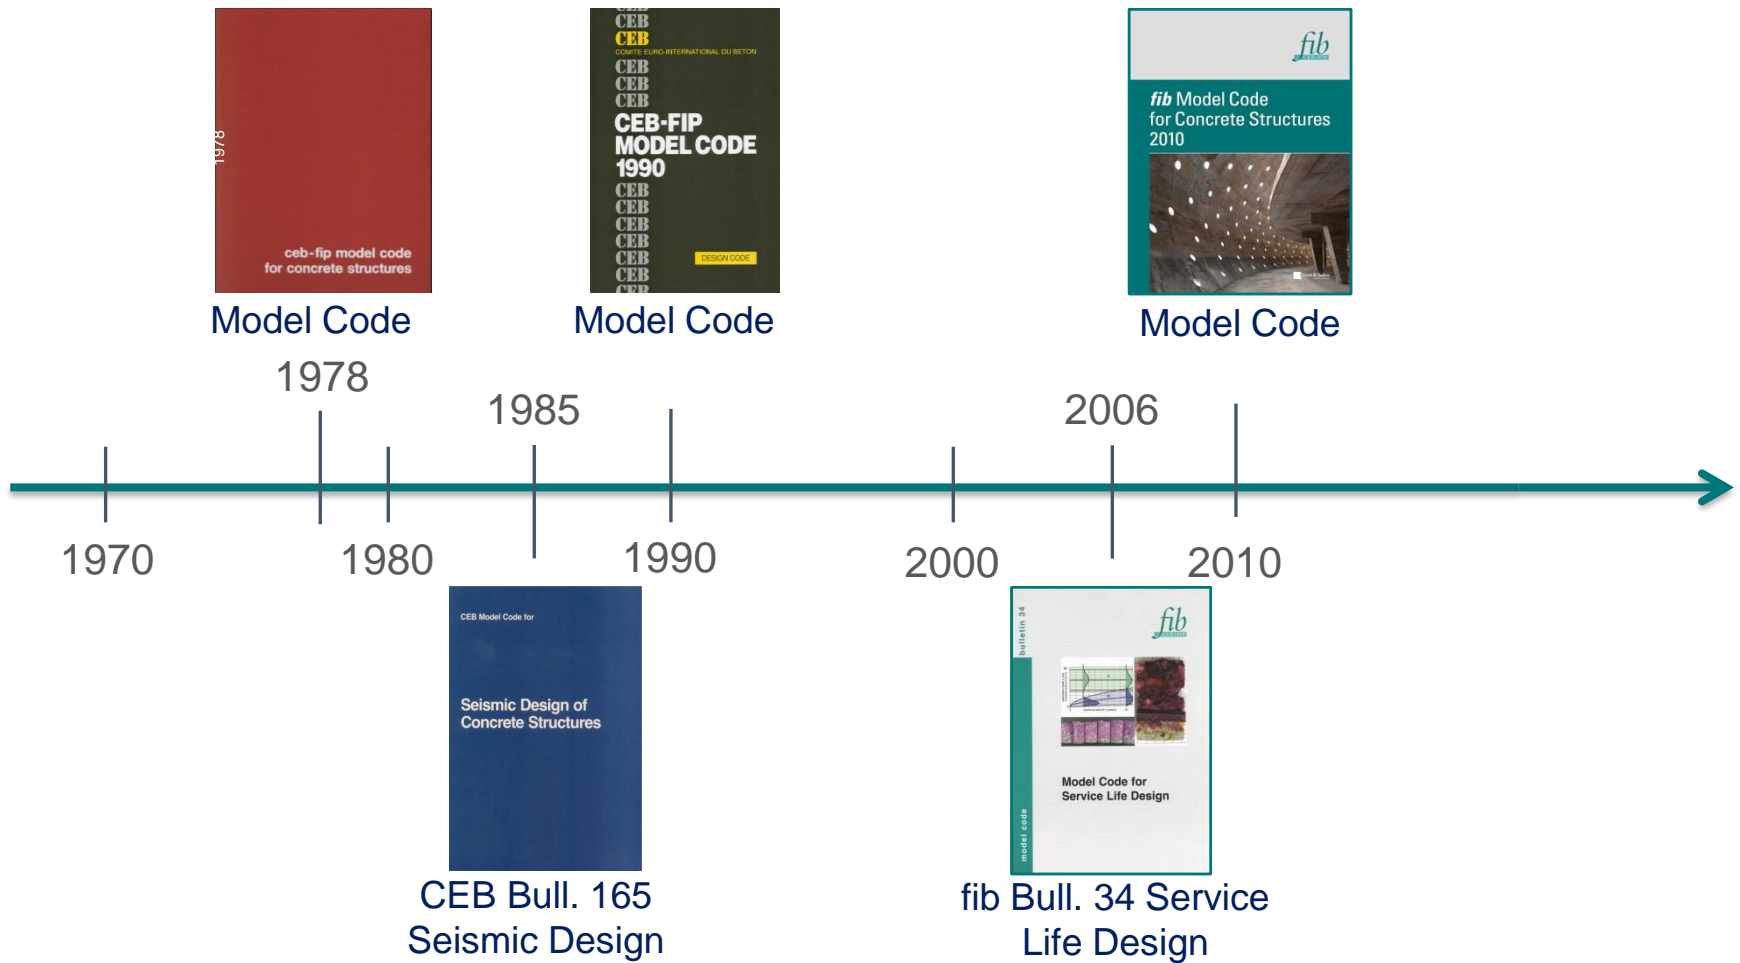 1978
ceb-fip model code
for concrete structures
Model Code
CEB
CEB
COMITE EURO-INTERNATIONAL DU BETON
CEB
CEB
CEB
CEB-FIP
MODEL CODE
1990
CEB
CEB
CEB
CEB
CEB
CEB
CEB
DESIGN CODE
Model Code
fib
fib Model Code
for Concrete Structures
2010
Model Code
1978
1985
2006
1970
1980
1990
2000
2010
CEB Model Code for
Seismic Design of
Concrete Structures
CEB Bull. 165
Seismic Design
bulletin 34
fib
Model Code for
Service Life Design
model code
fib Bull. 34 Service
Life Design